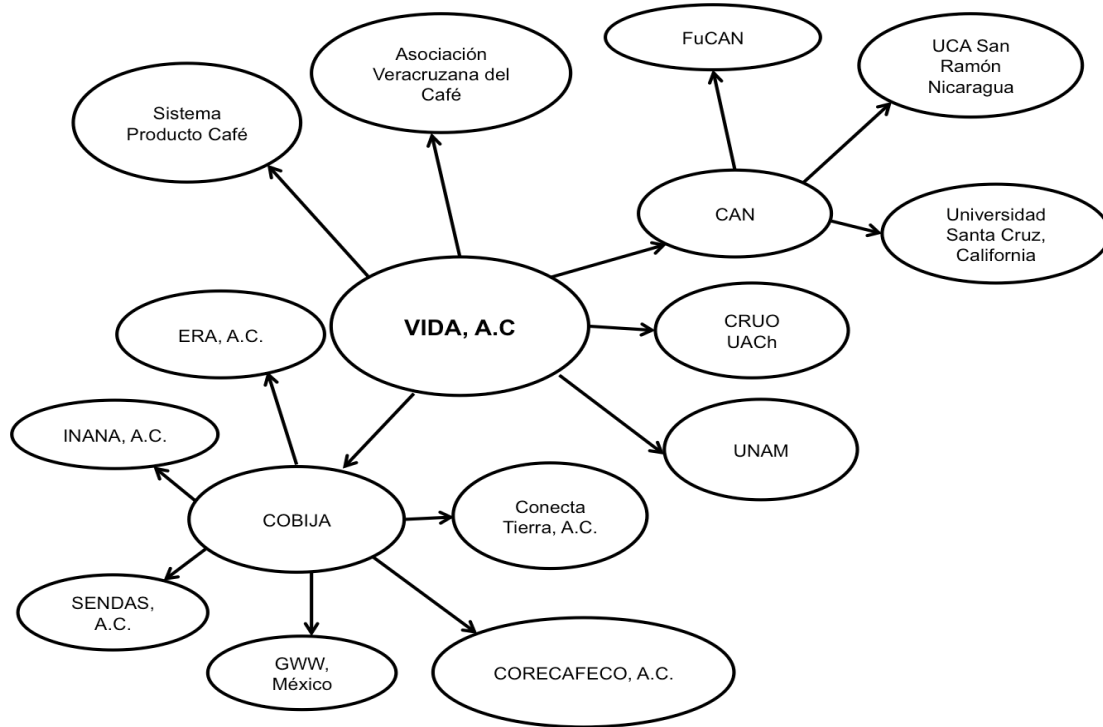 FuCAN
UCA San
Ramón
Nicaragua
Asociación
Veracruzana del
Café
Sistema
Producto Café
CAN
Universidad
Santa Cruz,
California
VIDA, A.C
CRUO
UACh
ERA, A.C.
INANA, A.C.
UNAM
COBIJA
Conecta
Tierra, A.C.
SENDAS,
A.C.
GWW,
México
CORECAFECO, A.C.